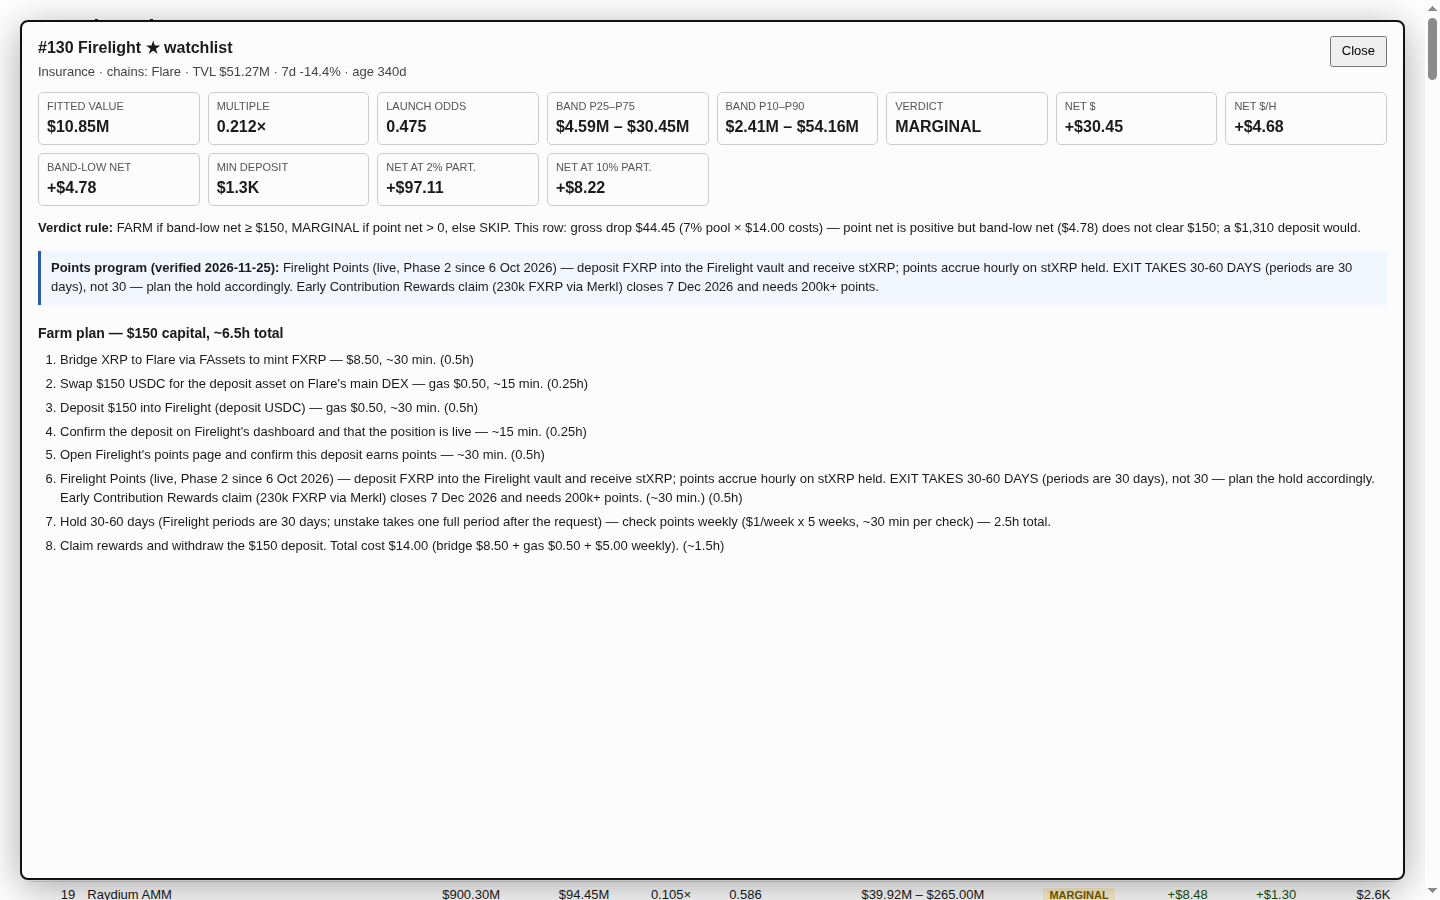 #130 Firelight ★ watchlist
Close
Insurance · chains: Flare · TVL $51.27M · 7d -14.4% · age 340d
FITTED VALUE
$10.85M
MULTIPLE
0.212×
LAUNCH ODDS
0.475
BAND P25–P75
$4.59M – $30.45M
BAND P10–P90
$2.41M – $54.16M
VERDICT
MARGINAL
NET $
+$30.45
NET $/H
+$4.68
BAND-LOW NET
+$4.78
MIN DEPOSIT
$1.3K
NET AT 2% PART.
+$97.11
NET AT 10% PART.
+$8.22
Verdict rule: FARM if band-low net ≥ $150, MARGINAL if point net > 0, else SKIP. This row: gross drop $44.45 (7% pool × $14.00 costs) — point net is positive but band-low net ($4.78) does not clear $150; a $1,310 deposit would.
Points program (verified 2026-11-25): Firelight Points (live, Phase 2 since 6 Oct 2026) — deposit FXRP into the Firelight vault and receive stXRP; points accrue hourly on stXRP held. EXIT TAKES 30-60 DAYS (periods are 30
days), not 30 — plan the hold accordingly. Early Contribution Rewards claim (230k FXRP via Merkl) closes 7 Dec 2026 and needs 200k+ points.
Farm plan — $150 capital, ~6.5h total
1. Bridge XRP to Flare via FAssets to mint FXRP — $8.50, ~30 min. (0.5h)
2. Swap $150 USDC for the deposit asset on Flare's main DEX — gas $0.50, ~15 min. (0.25h)
3. Deposit $150 into Firelight (deposit USDC) — gas $0.50, ~30 min. (0.5h)
4. Confirm the deposit on Firelight's dashboard and that the position is live — ~15 min. (0.25h)
5. Open Firelight's points page and confirm this deposit earns points — ~30 min. (0.5h)
6. Firelight Points (live, Phase 2 since 6 Oct 2026) — deposit FXRP into the Firelight vault and receive stXRP; points accrue hourly on stXRP held. EXIT TAKES 30-60 DAYS (periods are 30 days), not 30 — plan the hold accordingly.
Early Contribution Rewards claim (230k FXRP via Merkl) closes 7 Dec 2026 and needs 200k+ points. (~30 min.) (0.5h)
7. Hold 30-60 days (Firelight periods are 30 days; unstake takes one full period after the request) — check points weekly ($1/week x 5 weeks, ~30 min per check) — 2.5h total.
8. Claim rewards and withdraw the $150 deposit. Total cost $14.00 (bridge $8.50 + gas $0.50 + $5.00 weekly). (~1.5h)
19 Raydium AMM $900.30M $94.45M 0.105× 0.586 $39.92M – $265.00M MARGINAL +$8.48 +$1.30 $2.6K